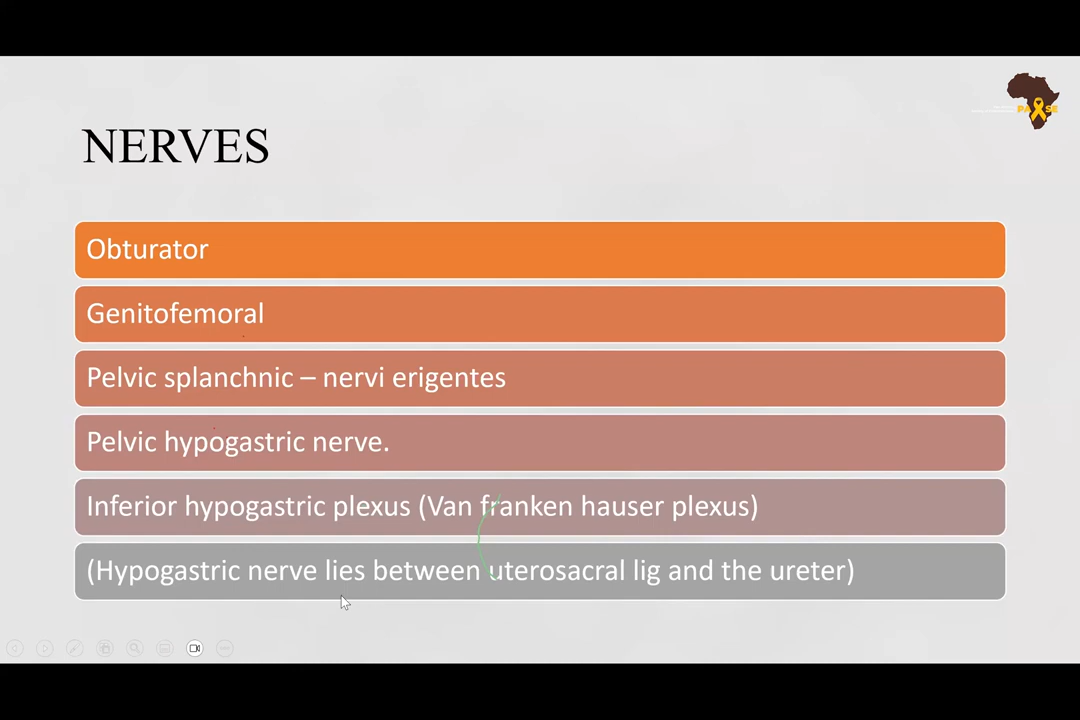 NERVES
Obturator
Genitofemoral
Pelvic splanchnic – nervi erigentes
Pelvic hypogastric nerve.
Inferior hypogastric plexus (Van franken hauser plexus)
(Hypogastric nerve lies between uterosacral lig and the ureter)